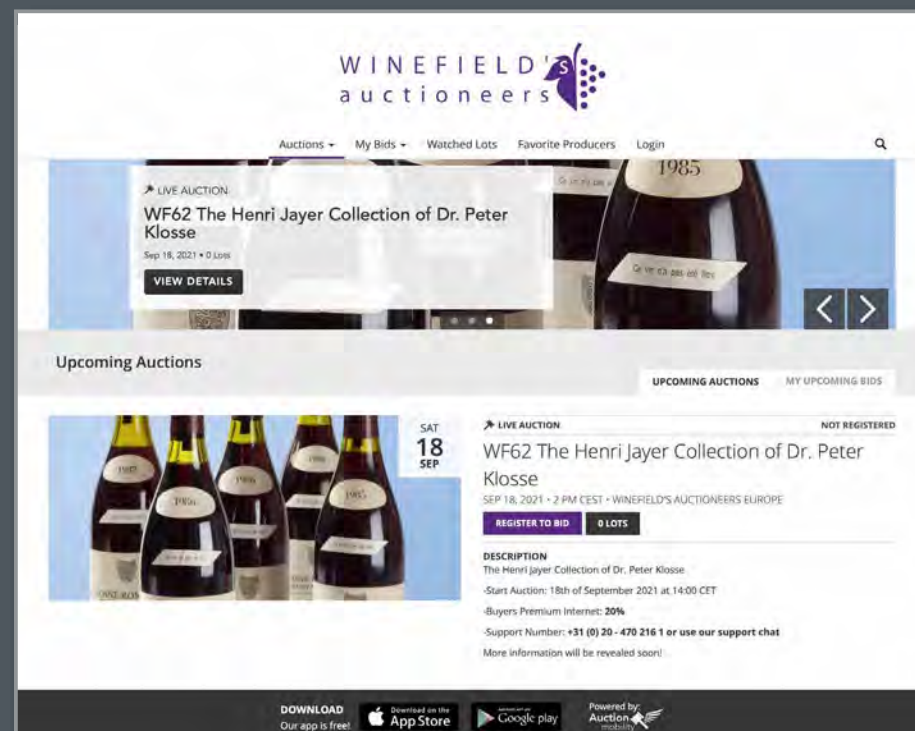 WINEFIELD'S
auctioneers
Auctions My Bids Watched Lots Favorite Producers Login
1985
LIVE AUCTION
WF62 The Henri Jayer Collection of Dr. Peter
Klosse
Sep 18, 2021 • 0 Lots
VIEW DETAILS
Upcoming Auctions
UPCOMING AUCTIONS MY UPCOMING BIDS
SAT
18
SEP
LIVE AUCTION NOT REGISTERED
WF62 The Henri Jayer Collection of Dr. Peter
Klosse
SEP 18, 2021 • 2 PM CEST • WINEFIELD'S AUCTIONEERS EUROPE
REGISTER TO BID 0 LOTS
1986
1985
DESCRIPTION
The Henri Jayer Collection of Dr. Peter Klosse
-Start Auction: 18th of September 2021 at 14:00 CET
-Buyers Premium Internet: 20%
-Support Number: +31 (0) 20 - 470 216 1 or use our support chat
More information will be revealed soon!
DOWNLOAD
Our app is free!
Download on the
App Store
Google play
Powered by:
Auction
mobility